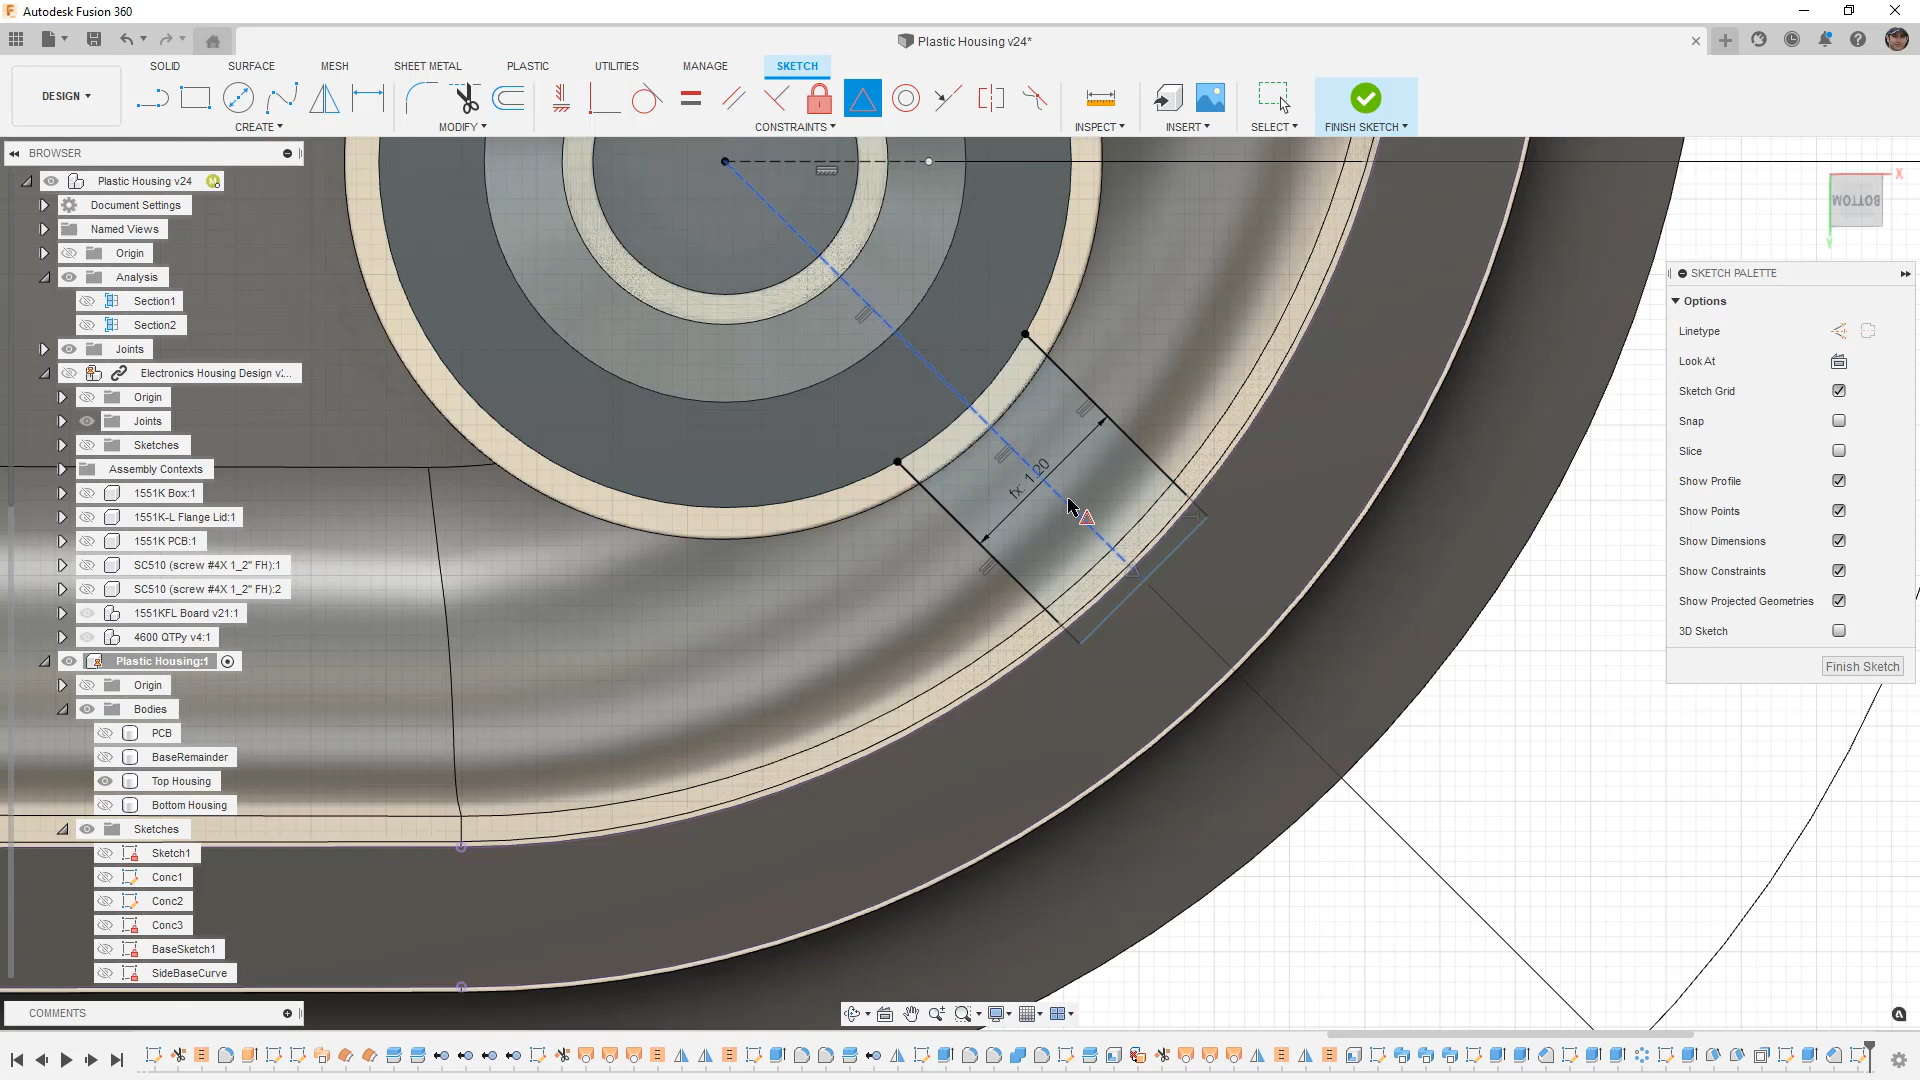 Autodesk Fusion 360
Plastic Housing v24*
DESIGN
SOLID
SURFACE
MESH
SHEET METAL
PLASTIC
UTILITIES
MANAGE
SKETCH
CREATE
MODIFY
CONSTRAINTS
INSPECT
INSERT
SELECT
FINISH SKETCH
BROWSER
Plastic Housing v24
Document Settings
Named Views
Origin
Analysis
Section1
Section2
Joints
Electronics Housing Design v...
Origin
Joints
Sketches
Assembly Contexts
1551K Box:1
1551K-L Flange Lid:1
1551K PCB:1
SC510 (screw #4X 1_2" FH):1
SC510 (screw #4X 1_2" FH):2
1551KFL Board v21:1
4600 QTPy v4:1
Plastic Housing:1
Origin
Bodies
PCB
BaseRemainder
Top Housing
Bottom Housing
Sketches
Sketch1
Conc1
Conc2
Conc3
BaseSketch1
SideBaseCurve
COMMENTS
fx: 1.20
BOTTOM
X
Y
SKETCH PALETTE
Options
Linetype
Look At
Sketch Grid
Snap
Slice
Show Profile
Show Points
Show Dimensions
Show Constraints
Show Projected Geometries
3D Sketch
Finish Sketch